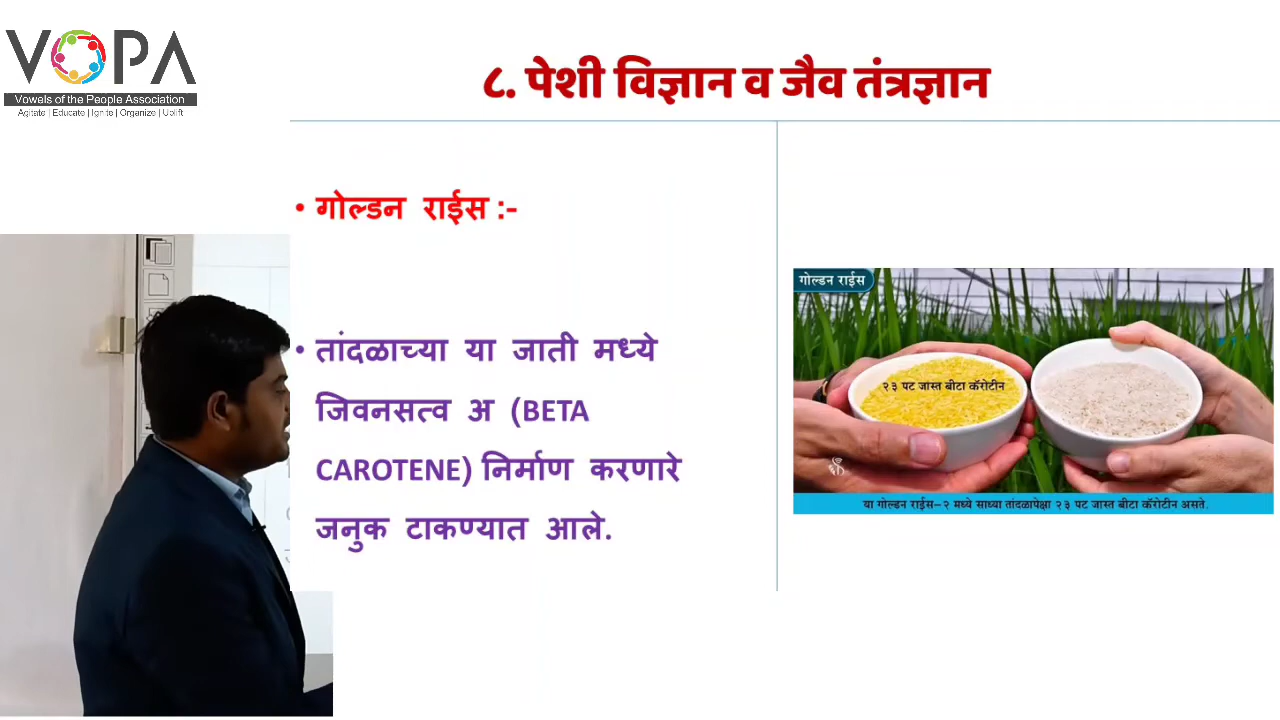 VOPA
Vowels of the People Association
Agitate | Educate | Ignite | Organize | Uplift
८. पेशी विज्ञान व जैव तंत्रज्ञान
• गोल्डन राईस :-
• तांदळाच्या या जाती मध्ये
जिवनसत्व अ (BETA
CAROTENE) निर्माण करणारे
जनुक टाकण्यात आले.
गोल्डन राईस
२३ पट जास्त बीटा कॅरोटीन
या गोल्डन राईस-२ मध्ये साध्या तांदळापेक्षा २३ पट जास्त बीटा कॅरोटीन असते.